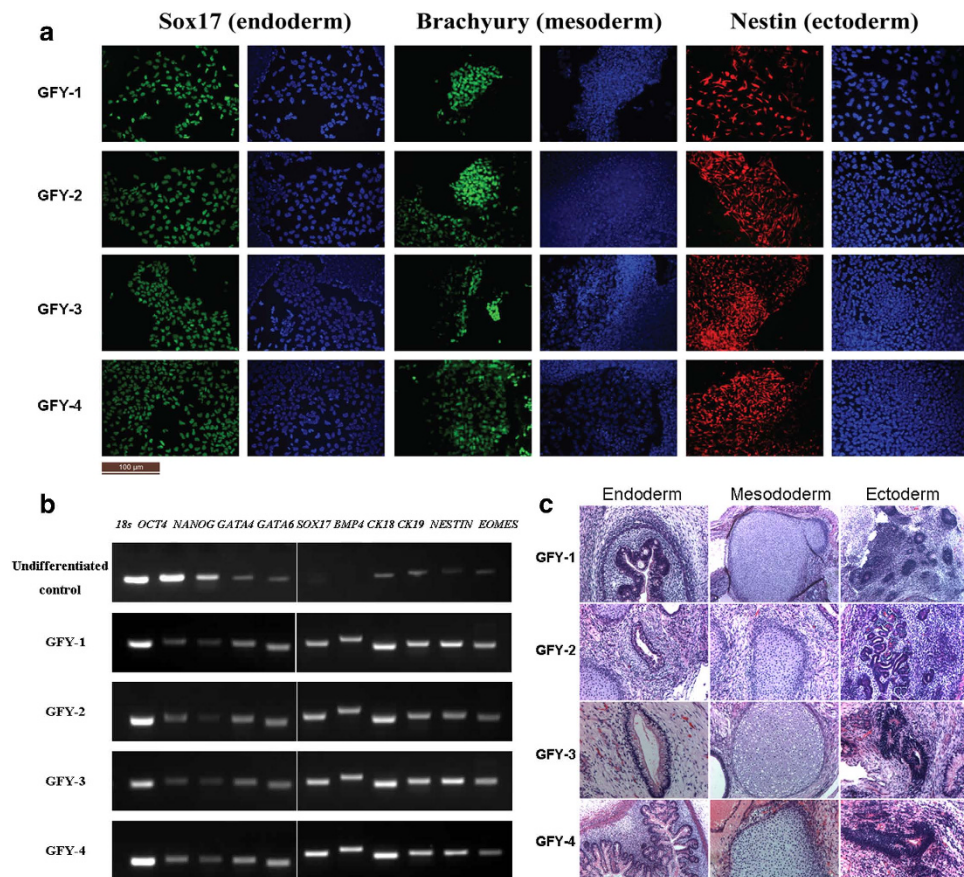 a
Sox17 (endoderm) Brachyury (mesoderm) Nestin (ectoderm)
GFY-1
GFY-2
GFY-3
GFY-4
100 µm
b
18s OCT4 NANOG GATA4 GATA6 SOX17 BMP4 CK18 CK19 NESTIN EOMES
Undifferentiated
control
GFY-1
GFY-2
GFY-3
GFY-4
c
Endoderm Mesododerm Ectoderm
GFY-1
GFY-2
GFY-3
GFY-4